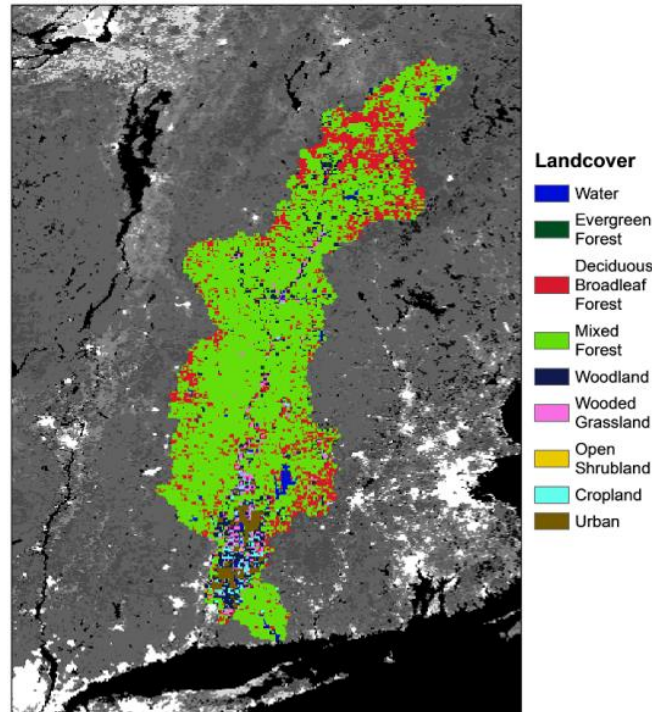 Landcover
Water
Evergreen
Forest
Deciduous
Broadleaf
Forest
Mixed
Forest
Woodland
Wooded
Grassland
Open
Shrubland
Cropland
Urban